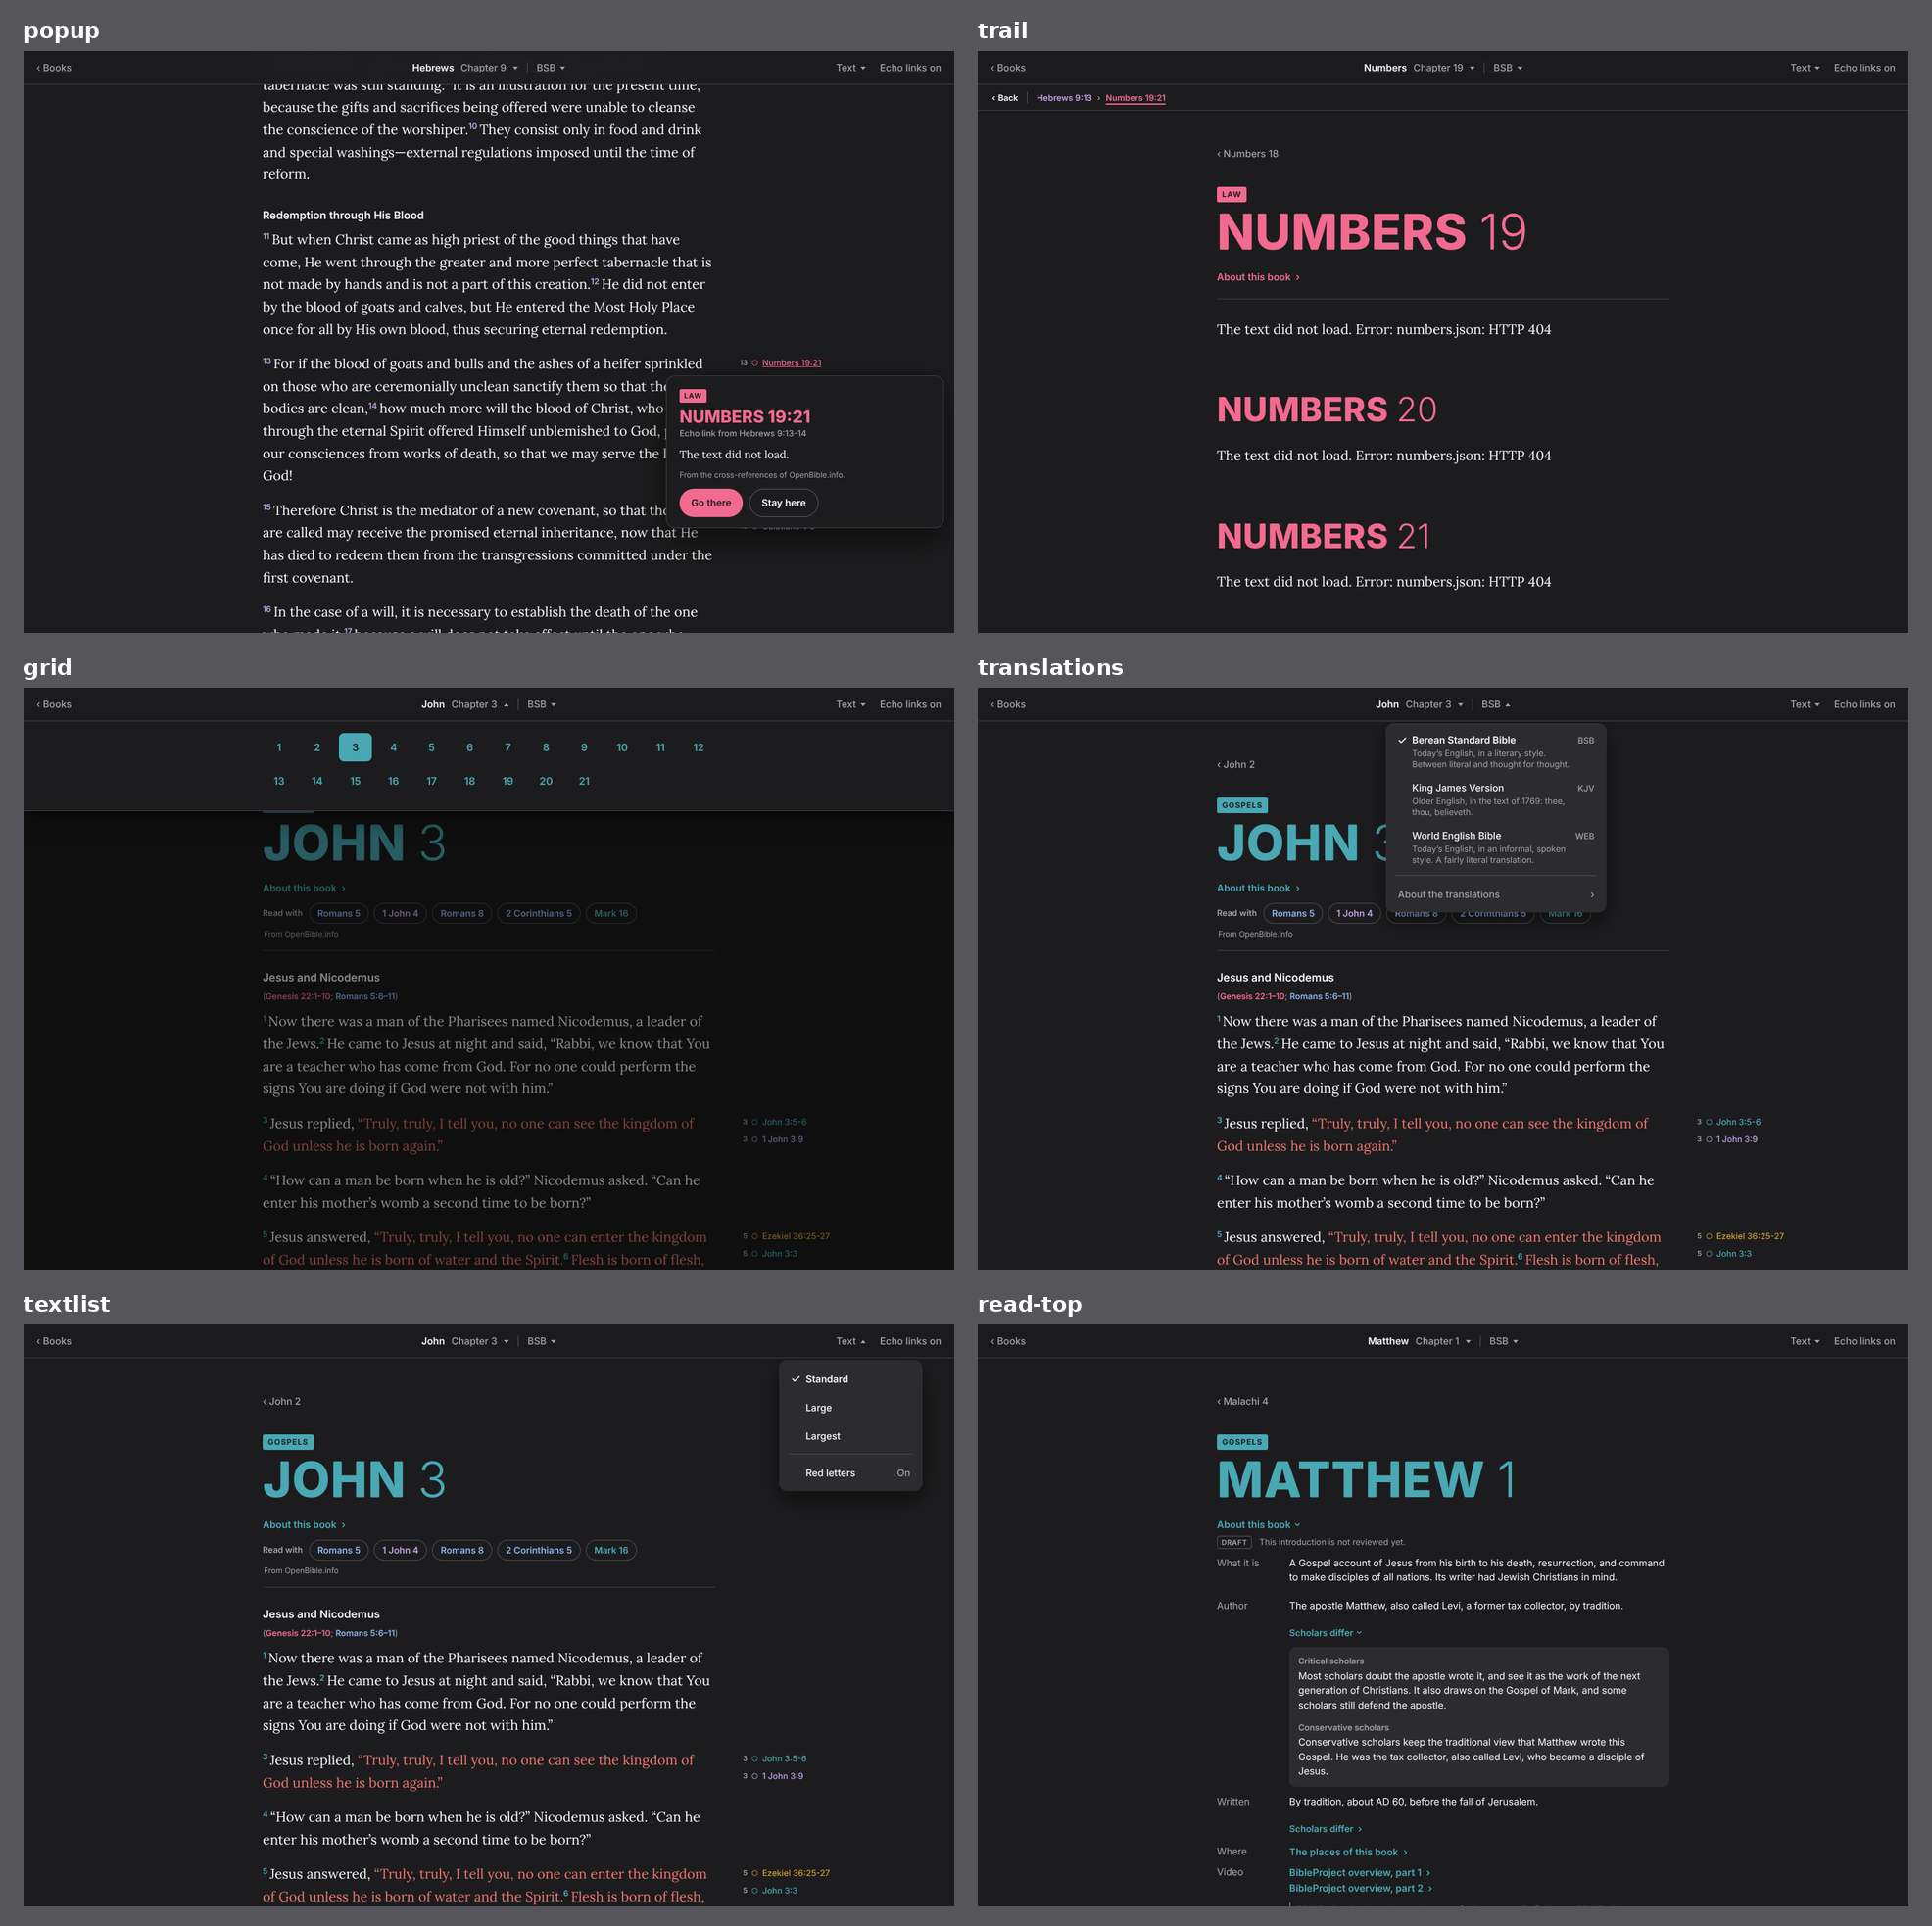 popup
‹ Books
Hebrews Chapter 9
BSB
Text
Echo links on
tabernacle was still standing. It is an illustration for the present time,
because the gifts and sacrifices being offered were unable to cleanse
the conscience of the worshiper.10 They consist only in food and drink
and special washings—external regulations imposed until the time of
reform.
Redemption through His Blood
11 But when Christ came as high priest of the good things that have
come, He went through the greater and more perfect tabernacle that is
not made by hands and is not a part of this creation.12 He did not enter
by the blood of goats and calves, but He entered the Most Holy Place
once for all by His own blood, thus securing eternal redemption.
13 For if the blood of goats and bulls and the ashes of a heifer sprinkled
13 Numbers 19:21
on those who are ceremonially unclean sanctify them so that
bodies are clean,14 how much more will the blood of Christ, who
through the eternal Spirit offered Himself unblemished to God,
our consciences from works of death, so that we may serve the
God!
LAW
NUMBERS 19:21
Echo link from Hebrews 9:13-14
The text did not load.
From the cross-references of OpenBible.info.
Go there
Stay here
15 Therefore Christ is the mediator of a new covenant, so that
are called may receive the promised eternal inheritance, now that He
has died to redeem them from the transgressions committed under the
first covenant.
16 In the case of a will, it is necessary to establish the death of the one
trail
‹ Books
Numbers Chapter 19
BSB
Text
Echo links on
‹ Back
Hebrews 9:13 › Numbers 19:21
‹ Numbers 18
LAW
NUMBERS 19
About this book ›
The text did not load. Error: numbers.json: HTTP 404
NUMBERS 20
The text did not load. Error: numbers.json: HTTP 404
NUMBERS 21
The text did not load. Error: numbers.json: HTTP 404
grid
‹ Books
John Chapter 3
BSB
Text
Echo links on
1 2 3 4 5 6 7 8 9 10 11 12
13 14 15 16 17 18 19 20 21
JOHN 3
About this book ›
Read with Romans 5 1 John 4 Romans 8 2 Corinthians 5 Mark 16
From OpenBible.info
Jesus and Nicodemus
(Genesis 22:1–10; Romans 5:6–11)
1 Now there was a man of the Pharisees named Nicodemus, a leader of
the Jews.2 He came to Jesus at night and said, “Rabbi, we know that You
are a teacher who has come from God. For no one could perform the
signs You are doing if God were not with him.”
3 Jesus replied, “Truly, truly, I tell you, no one can see the kingdom of
God unless he is born again.”
3 John 3:5-6
3 1 John 3:9
4 “How can a man be born when he is old?” Nicodemus asked. “Can he
enter his mother’s womb a second time to be born?”
5 Jesus answered, “Truly, truly, I tell you, no one can enter the kingdom
of God unless he is born of water and the Spirit.6 Flesh is born of flesh,
5 Ezekiel 36:25-27
5 John 3:3
translations
‹ Books
John Chapter 3
BSB
Text
Echo links on
Berean Standard Bible BSB
Today’s English, in a literary style.
Between literal and thought for thought.
King James Version KJV
Older English, in the text of 1769: thee,
thou, believeth.
World English Bible WEB
Today’s English, in an informal, spoken
style. A fairly literal translation.
About the translations ›
‹ John 2
GOSPELS
JOHN 3
About this book ›
Read with Romans 5 1 John 4 Romans 8 2 Corinthians 5 Mark 16
From OpenBible.info
Jesus and Nicodemus
(Genesis 22:1–10; Romans 5:6–11)
1 Now there was a man of the Pharisees named Nicodemus, a leader of
the Jews.2 He came to Jesus at night and said, “Rabbi, we know that You
are a teacher who has come from God. For no one could perform the
signs You are doing if God were not with him.”
3 Jesus replied, “Truly, truly, I tell you, no one can see the kingdom of
God unless he is born again.”
3 John 3:5-6
3 1 John 3:9
4 “How can a man be born when he is old?” Nicodemus asked. “Can he
enter his mother’s womb a second time to be born?”
5 Jesus answered, “Truly, truly, I tell you, no one can enter the kingdom
of God unless he is born of water and the Spirit.6 Flesh is born of flesh,
5 Ezekiel 36:25-27
5 John 3:3
textlist
‹ Books
John Chapter 3
BSB
Text
Echo links on
Standard
Large
Largest
Red letters On
‹ John 2
GOSPELS
JOHN 3
About this book ›
Read with Romans 5 1 John 4 Romans 8 2 Corinthians 5 Mark 16
From OpenBible.info
Jesus and Nicodemus
(Genesis 22:1–10; Romans 5:6–11)
1 Now there was a man of the Pharisees named Nicodemus, a leader of
the Jews.2 He came to Jesus at night and said, “Rabbi, we know that You
are a teacher who has come from God. For no one could perform the
signs You are doing if God were not with him.”
3 Jesus replied, “Truly, truly, I tell you, no one can see the kingdom of
God unless he is born again.”
3 John 3:5-6
3 1 John 3:9
4 “How can a man be born when he is old?” Nicodemus asked. “Can he
enter his mother’s womb a second time to be born?”
5 Jesus answered, “Truly, truly, I tell you, no one can enter the kingdom
of God unless he is born of water and the Spirit.6 Flesh is born of flesh,
5 Ezekiel 36:25-27
5 John 3:3
read-top
‹ Books
Matthew Chapter 1
BSB
Text
Echo links on
‹ Malachi 4
GOSPELS
MATTHEW 1
About this book
DRAFT This introduction is not reviewed yet.
What it is A Gospel account of Jesus from his birth to his death, resurrection, and command
to make disciples of all nations. Its writer had Jewish Christians in mind.
Author The apostle Matthew, also called Levi, a former tax collector, by tradition.
Scholars differ
Critical scholars
Most scholars doubt the apostle wrote it, and see it as the work of the next
generation of Christians. It also draws on the Gospel of Mark, and some
scholars still defend the apostle.
Conservative scholars
Conservative scholars keep the traditional view that Matthew wrote this
Gospel. He was the tax collector, also called Levi, who became a disciple of
Jesus.
Written By tradition, about AD 60, before the fall of Jerusalem.
Scholars differ ›
Where The places of this book ›
Video BibleProject overview, part 1 ›
BibleProject overview, part 2 ›